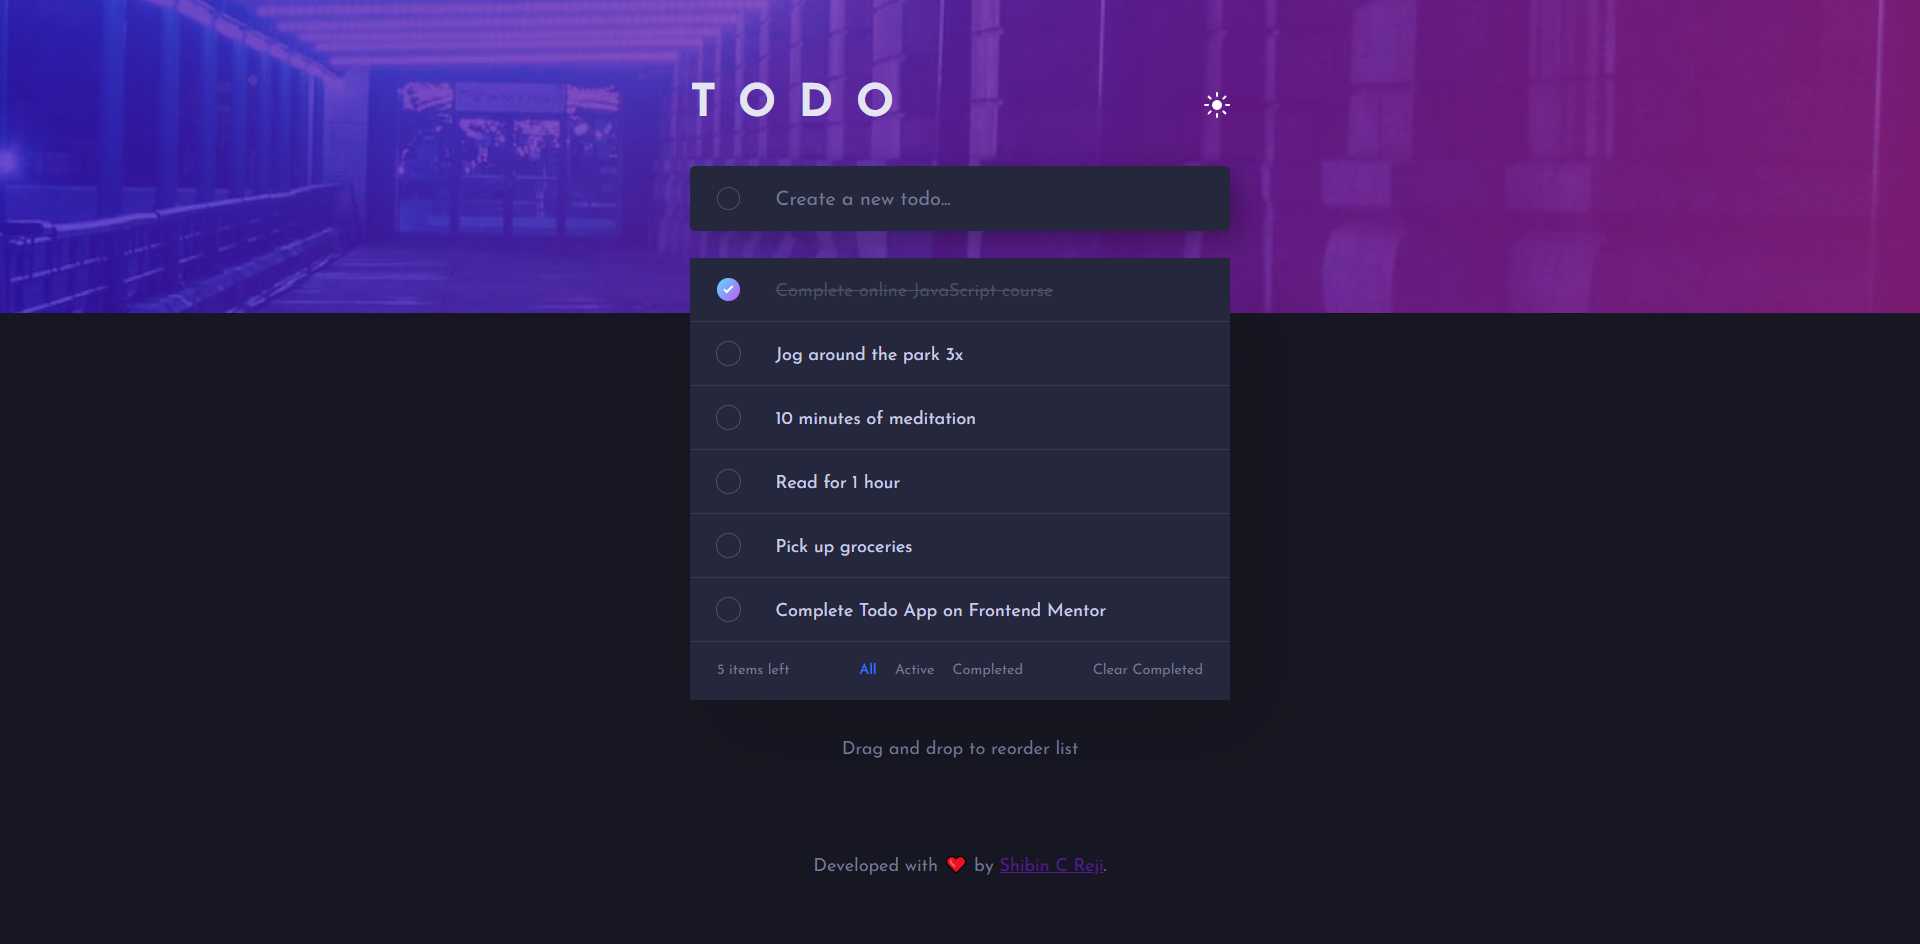 TODO
Create a new todo...
Complete online JavaScript course
Jog around the park 3x
10 minutes of meditation
Read for 1 hour
Pick up groceries
Complete Todo App on Frontend Mentor
5 items left All Active Completed Clear Completed
Drag and drop to reorder list
Developed with ❤️ by Shibin C Reji.